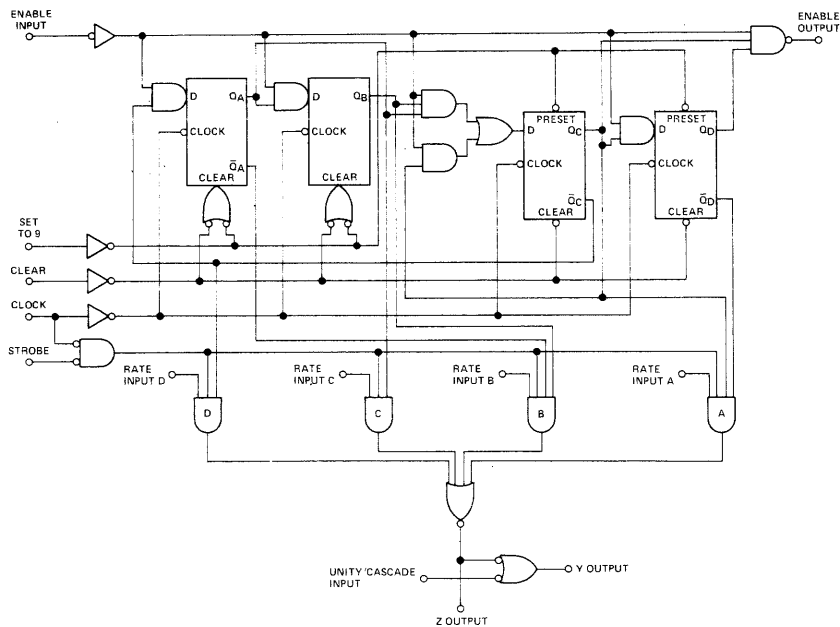 ENABLE
INPUT
ENABLE
OUTPUT
D
QA
CLOCK
Q̄A
CLEAR
D
QB
CLOCK
CLEAR
PRESET
D
QC
CLOCK
Q̄C
CLEAR
PRESET
D
QD
CLOCK
Q̄D
CLEAR
SET
TO 9
CLEAR
CLOCK
STROBE
RATE
INPUT D
RATE
INPUT C
RATE
INPUT B
RATE
INPUT A
D
C
B
A
UNITY/CASCADE
INPUT
Y OUTPUT
Z OUTPUT